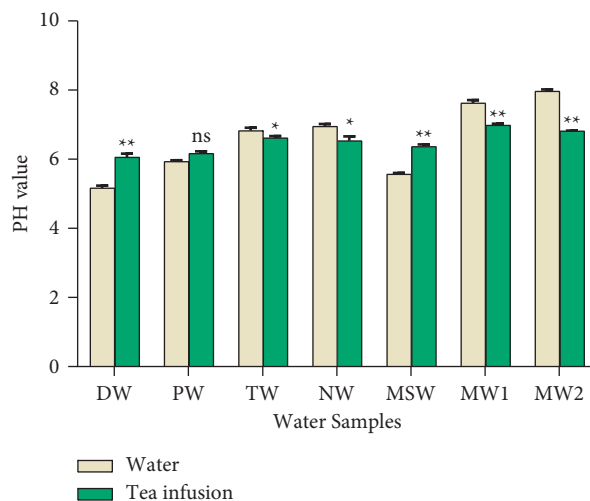 10
8
6
4
2
0
PH value
**
ns
*
*
**
**
**
DW PW TW NW MSW MW1 MW2
Water Samples
Water
Tea infusion